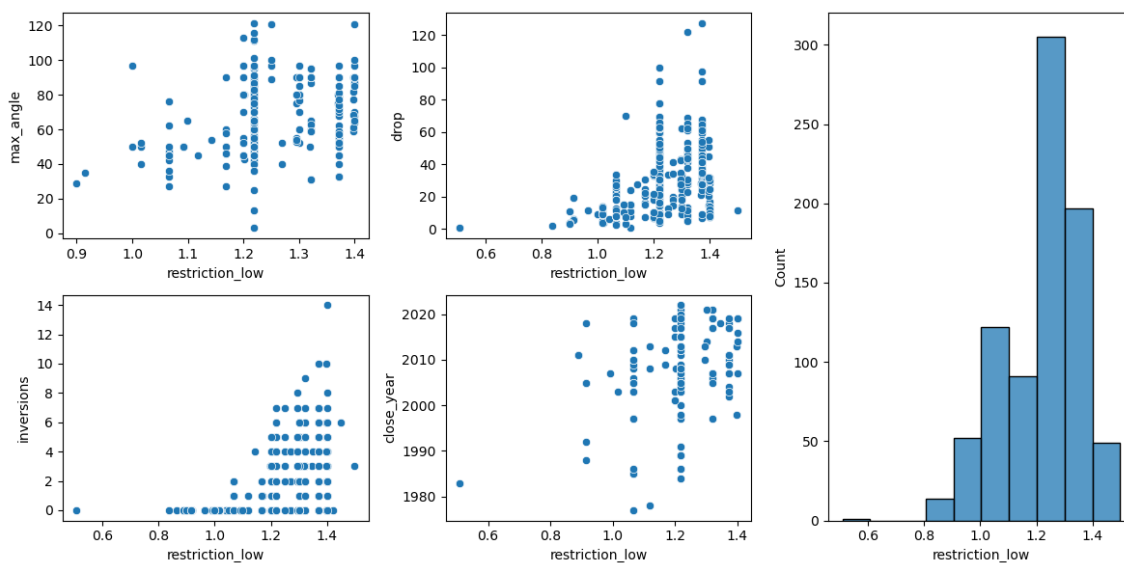 max_angle
120
100
80
60
40
20
0
0.9 1.0 1.1 1.2 1.3 1.4
restriction_low
drop
120
100
80
60
40
20
0
0.6 0.8 1.0 1.2 1.4
restriction_low
inversions
14
12
10
8
6
4
2
0
0.6 0.8 1.0 1.2 1.4
restriction_low
close_year
2020
2010
2000
1990
1980
0.6 0.8 1.0 1.2 1.4
restriction_low
Count
300
250
200
150
100
50
0
0.6 0.8 1.0 1.2 1.4
restriction_low